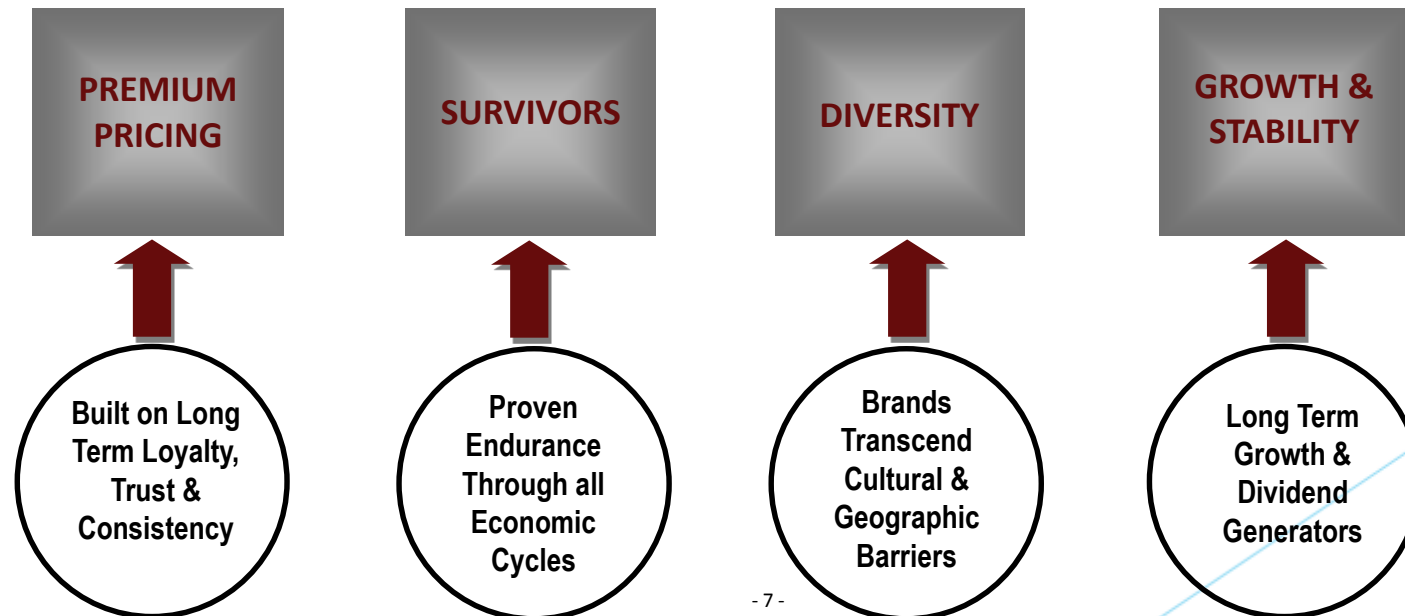 PREMIUM
PRICING
SURVIVORS
DIVERSITY
GROWTH &
STABILITY
Built on Long
Term Loyalty,
Trust &
Consistency
Proven
Endurance
Through all
Economic
Cycles
Brands
Transcend
Cultural &
Geographic
Barriers
Long Term
Growth &
Dividend
Generators
- 7 -